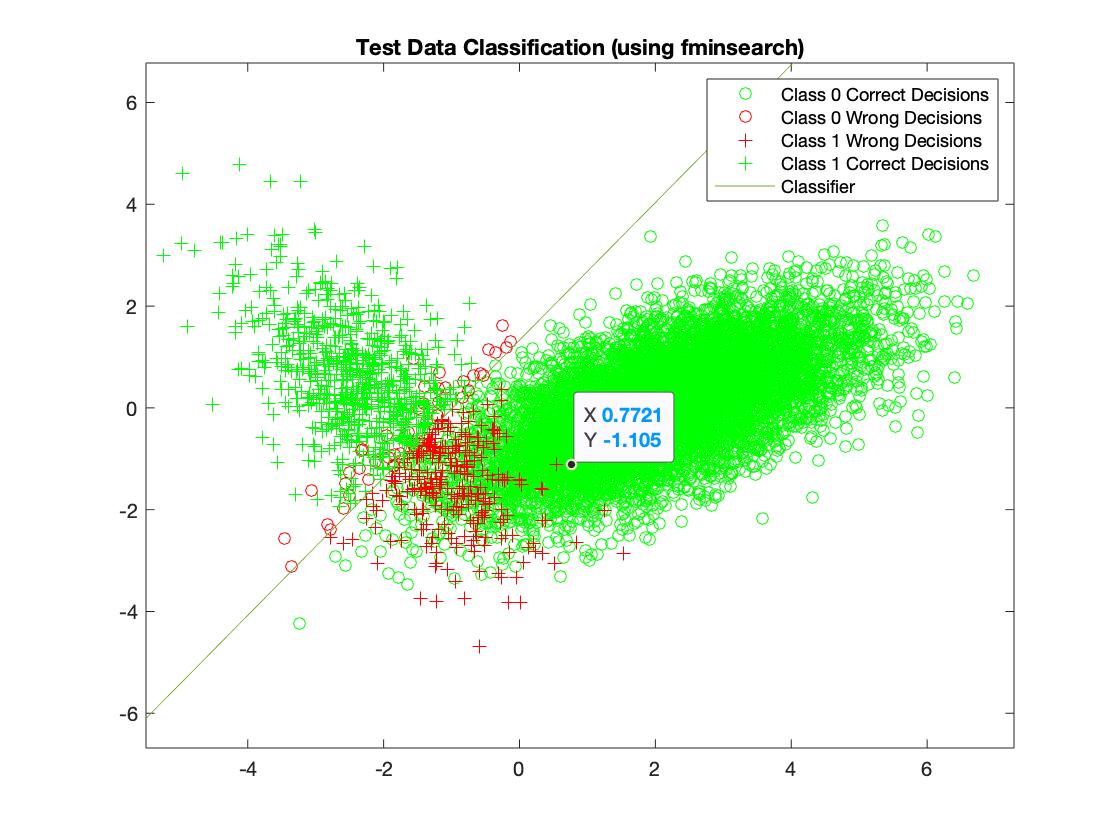 Test Data Classification (using fminsearch)
Class 0 Correct Decisions
Class 0 Wrong Decisions
Class 1 Wrong Decisions
Class 1 Correct Decisions
Classifier
6
4
2
0
-2
-4
-6
X 0.7721
Y -1.105
-4
-2
0
2
4
6